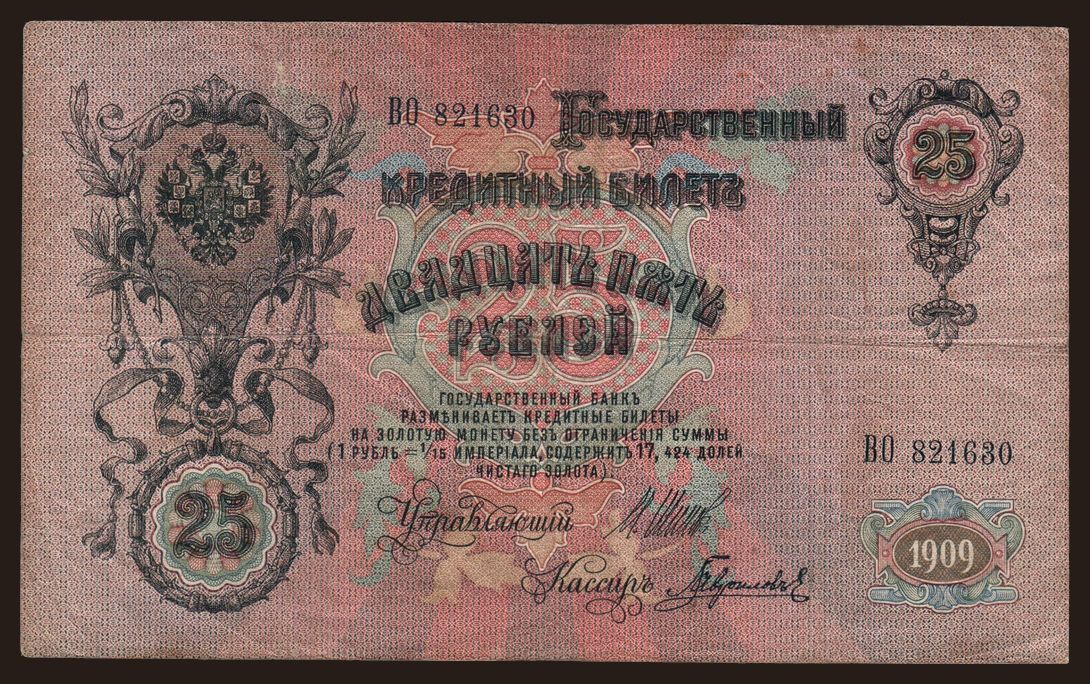 ВО 821630 Государственный 25
кредитный билетъ
двадцать пять
рублей
государственный банкъ
размѣниваетъ кредитные билеты
на золотую монету безъ ограниченія суммы
(1 рубль = 1/15 имперіала, содержитъ 17, 424 долей
чистаго золота).
ВО 821630
25
Управляющій
Кассиръ
1909